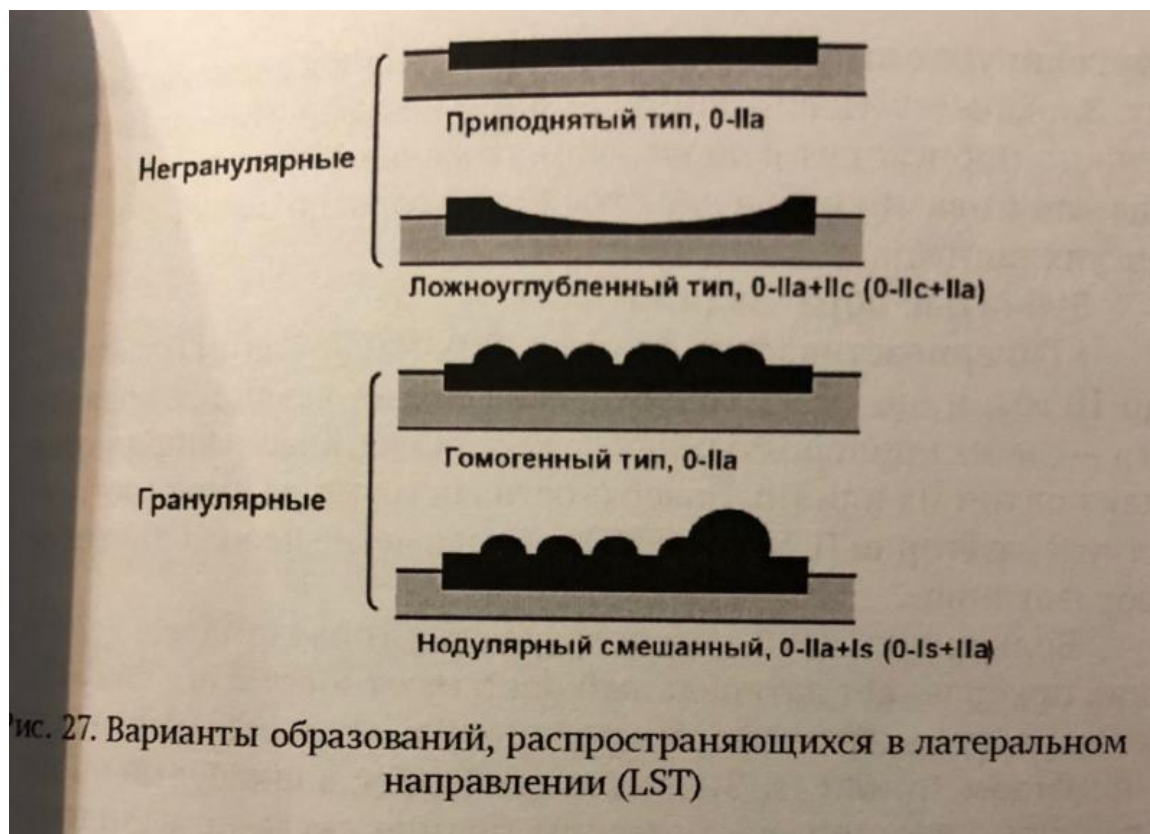 Приподнятый тип, 0-IIa
Негранулярные
Ложноуглубленный тип, 0-IIa+IIc (0-IIc+IIa)
Гомогенный тип, 0-IIa
Гранулярные
Нодулярный смешанный, 0-IIa+Is (0-Is+IIa)
Рис. 27. Варианты образований, распространяющихся в латеральном
направлении (LST)